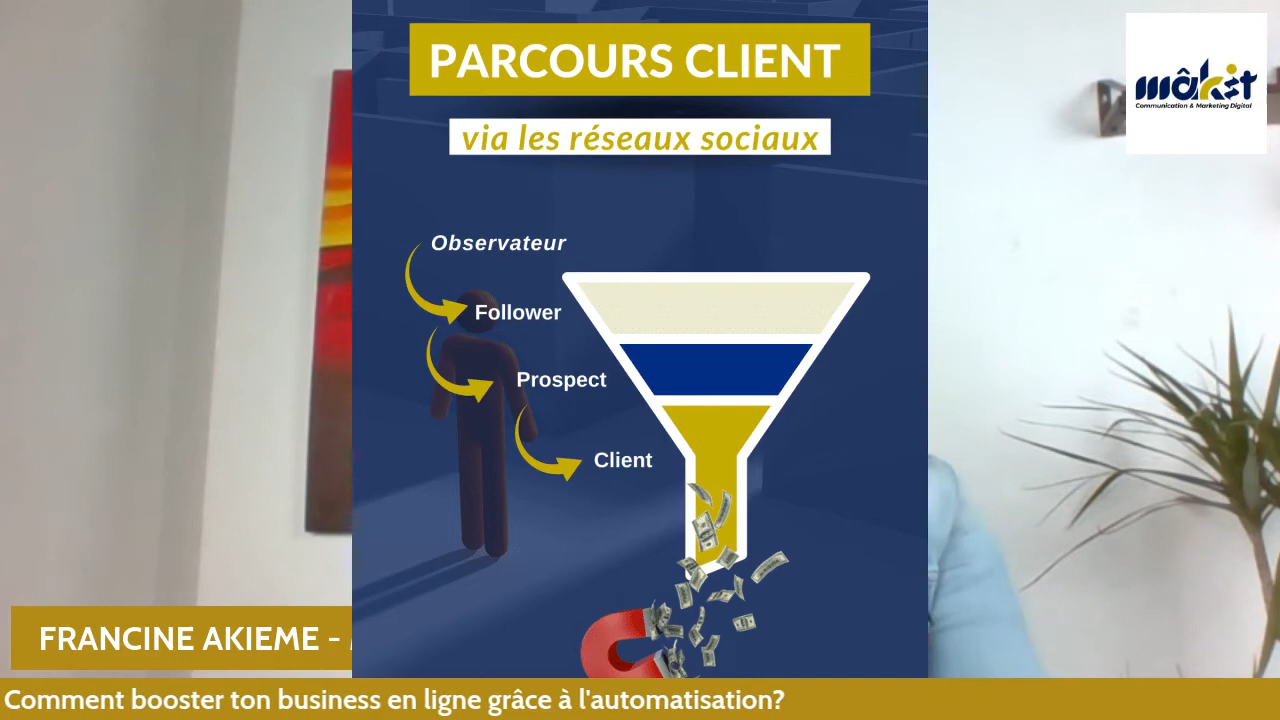 PARCOURS CLIENT
via les réseaux sociaux
mâkit
Communication & Marketing Digital
Observateur
Follower
Prospect
Client
FRANCINE AKIEME -
Comment booster ton business en ligne grâce à l'automatisation?